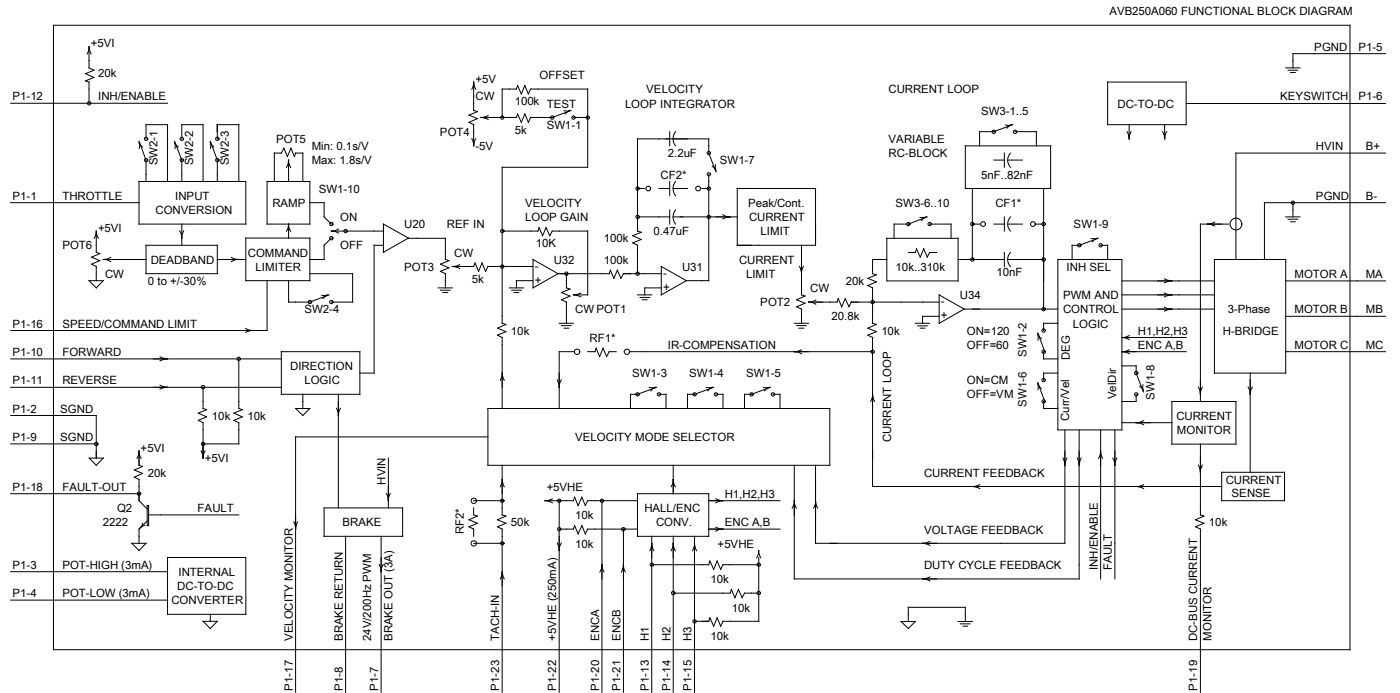 AVB250A060 FUNCTIONAL BLOCK DIAGRAM
+5VI
20k
P1-12
INH/ENABLE
SW2-1
SW2-2
SW2-3
POT5
Min: 0.1s/V
Max: 1.8s/V
P1-1
THROTTLE
INPUT
CONVERSION
RAMP
SW1-10
ON
OFF
+5VI
POT6
CW
DEADBAND
0 to +/-30%
COMMAND
LIMITER
SW2-4
U20
P1-16
SPEED/COMMAND LIMIT
P1-10
FORWARD
P1-11
REVERSE
DIRECTION
LOGIC
P1-2
SGND
P1-9
SGND
10k
10k
+5VI
+5VI
20k
P1-18
FAULT-OUT
Q2
2222
FAULT
P1-3
POT-HIGH (3mA)
P1-4
POT-LOW (3mA)
INTERNAL
DC-TO-DC
CONVERTER
HVIN
BRAKE
VELOCITY MONITOR
P1-17
BRAKE RETURN
P1-8
24V/200Hz PWM
BRAKE OUT (3A)
P1-7
+5V
CW
POT4
-5V
OFFSET
100k
TEST
5k
SW1-1
REF IN
CW
POT3
5k
VELOCITY
LOOP GAIN
10K
U32
CW POT1
10k
VELOCITY
LOOP INTEGRATOR
2.2uF
SW1-7
CF2*
0.47uF
100k
100k
U31
Peak/Cont.
CURRENT
LIMIT
CURRENT
LIMIT
CW
POT2
20.8k
CURRENT LOOP
VARIABLE
RC-BLOCK
SW3-1..5
5nF..82nF
SW3-6..10
CF1*
10k..310k
10nF
20k
U34
10k
RF1*
IR-COMPENSATION
CURRENT LOOP
SW1-3
SW1-4
SW1-5
VELOCITY MODE SELECTOR
RF2*
50k
TACH-IN
P1-23
+5VHE
10k
10k
+5VHE (250mA)
P1-22
ENCA
P1-20
ENCB
P1-21
HALL/ENC
CONV.
H1,H2,H3
ENC A,B
+5VHE
10k
10k
10k
H1
P1-13
H2
P1-14
H3
P1-15
CURRENT FEEDBACK
VOLTAGE FEEDBACK
DUTY CYCLE FEEDBACK
INH/ENABLE
FAULT
SW1-9
INH SEL
PWM AND
CONTROL
LOGIC
ON=120
OFF=60
SW1-2
DEG
ON=CM
OFF=VM
SW1-6
Curr/Vel
VelDir
SW1-8
H1,H2,H3
ENC A,B
DC-TO-DC
PGND
P1-5
KEYSWITCH
P1-6
HVIN
B+
PGND
B-
3-Phase
H-BRIDGE
MOTOR A
MA
MOTOR B
MB
MOTOR C
MC
CURRENT
MONITOR
CURRENT
SENSE
10k
DC-BUS CURRENT
MONITOR
P1-19